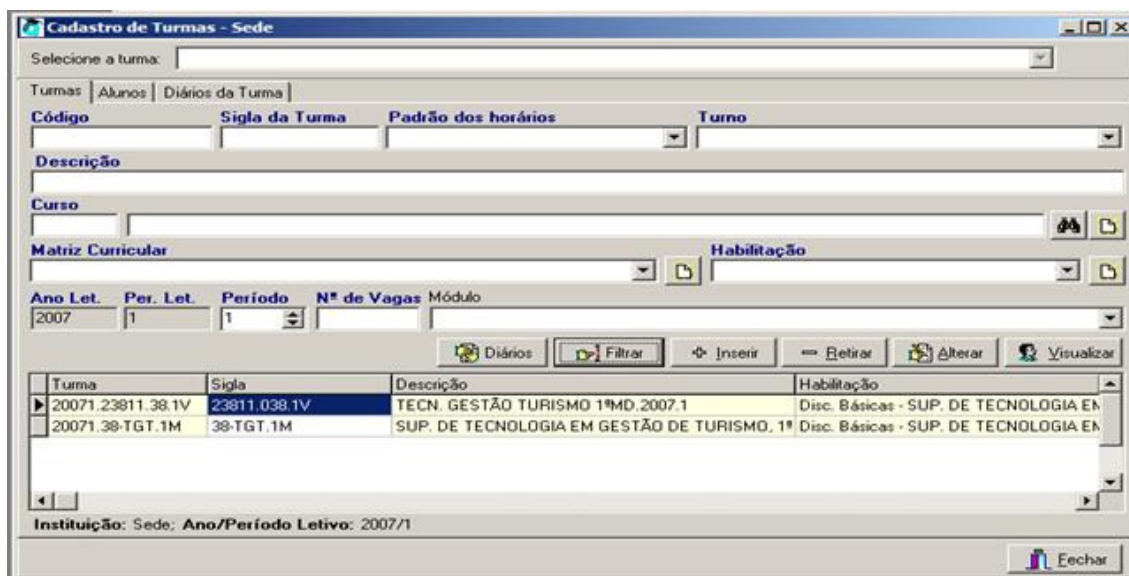 Cadastro de Turmas - Sede
Selecione a turma:
Turmas Alunos Diários da Turma
Código Sigla da Turma Padrão dos horários Turno
Descrição
Curso
Matriz Curricular Habilitação
Ano Let. Per. Let. Período Nª de Vagas Módulo
2007 1 1
Diários Filtrar Inserir Retirar Alterar Visualizar
Turma Sigla Descrição Habilitação
20071.23811.38.1V 23811.038.1V TECN. GESTÃO TURISMO 1ºMD.2007.1 Disc. Básicas - SUP. DE TECNOLOGIA EN
20071.38-TGT.1M 38-TGT.1M SUP. DE TECNOLOGIA EM GESTÃO DE TURISMO, 1º Disc. Básicas - SUP. DE TECNOLOGIA EN
Instituição: Sede; Ano/Período Letivo: 2007/1
Fechar